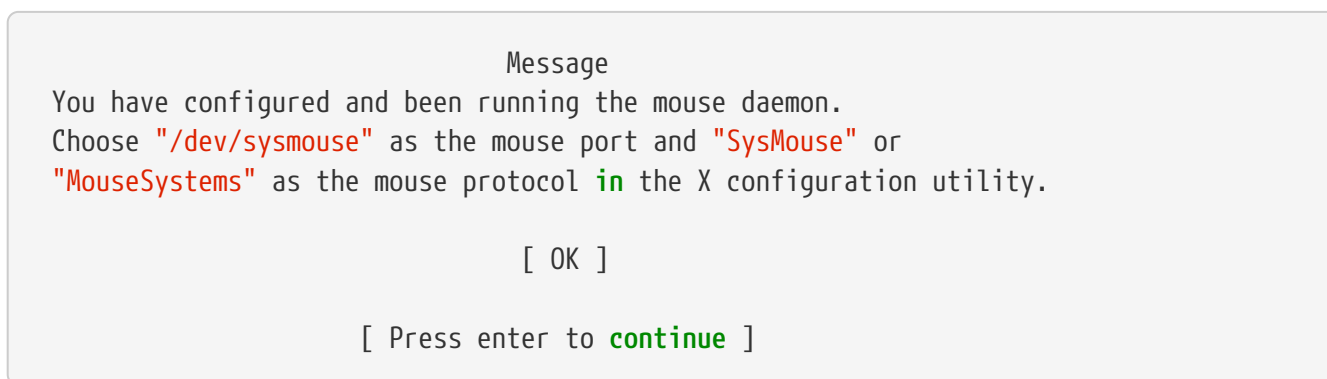 Message
You have configured and been running the mouse daemon.
Choose "/dev/sysmouse" as the mouse port and "SysMouse" or
"MouseSystems" as the mouse protocol in the X configuration utility.
[ OK ]
[ Press enter to continue ]